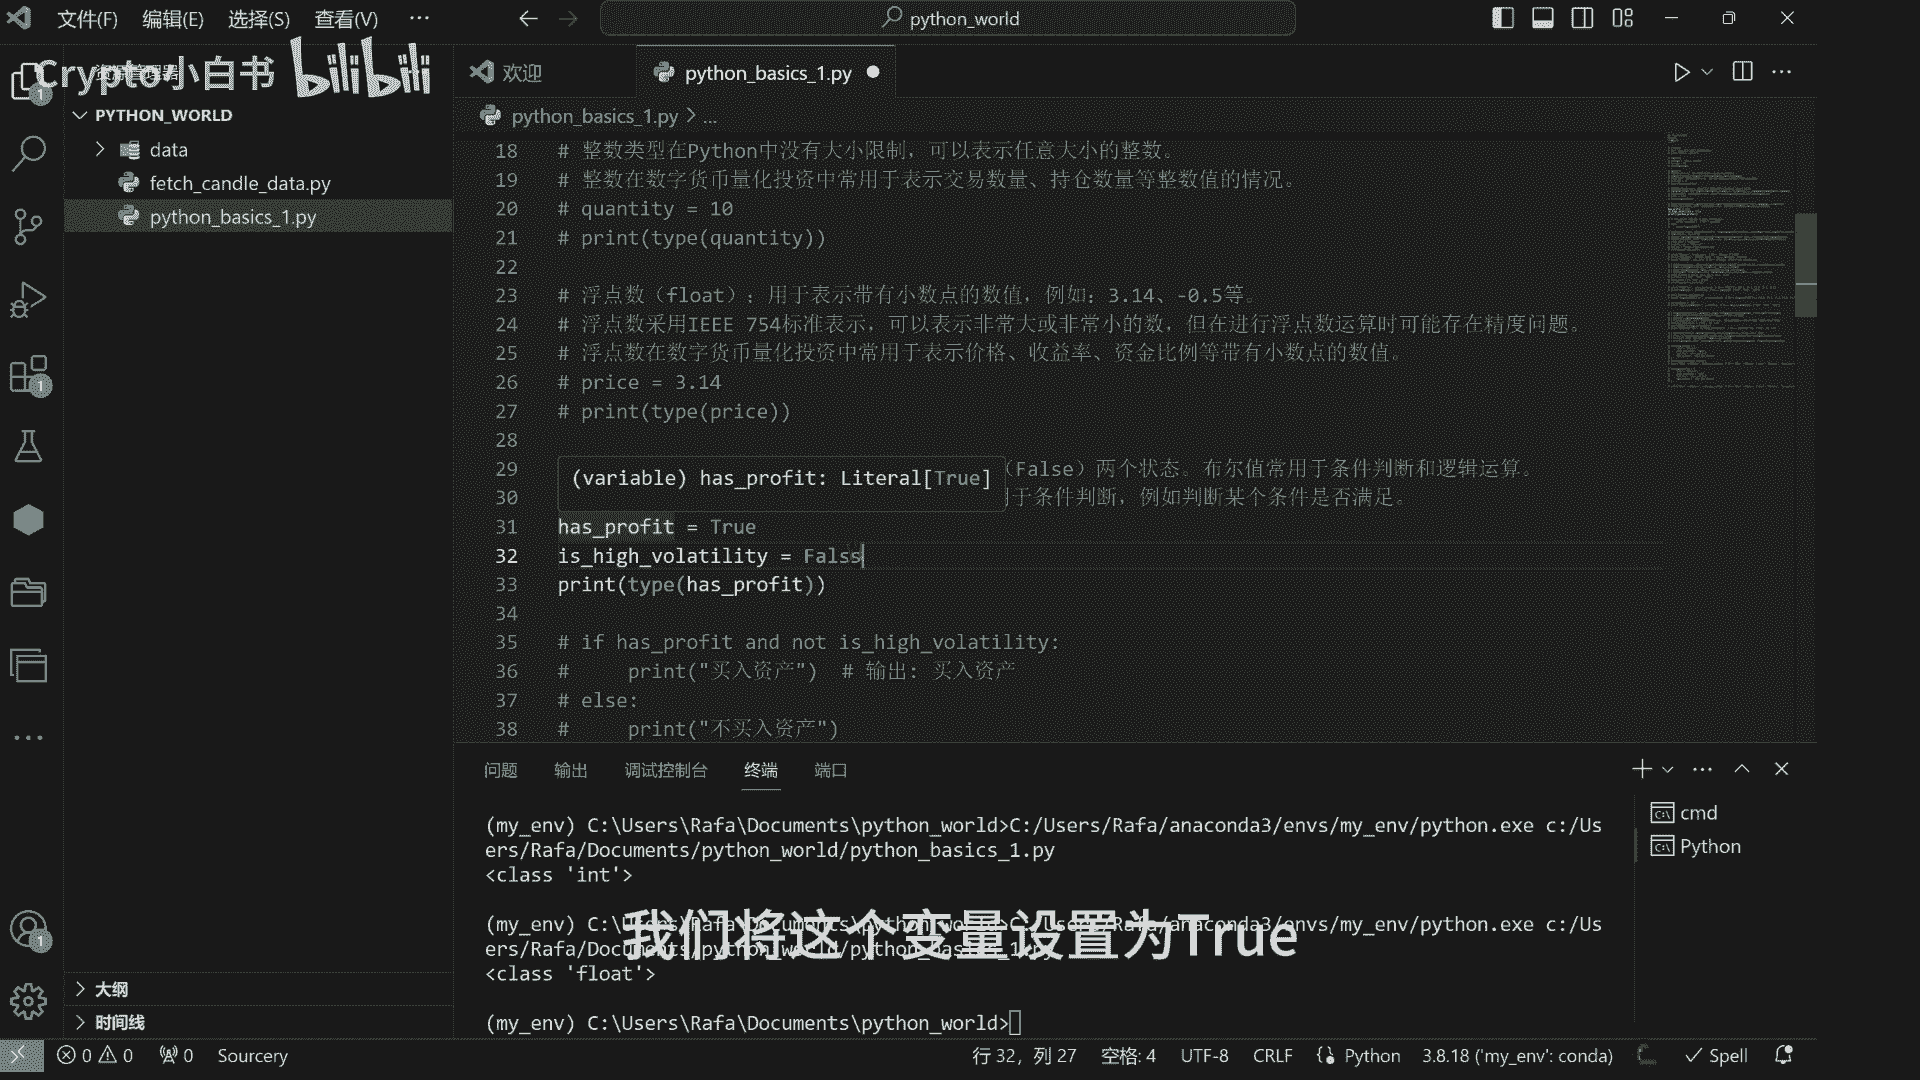 文件(F) 编辑(E) 选择(S) 查看(V) ··· python_world
Crypto小白书 bilibili
欢迎 python_basics_1.py
PYTHON_WORLD
data
fetch_candle_data.py
python_basics_1.py
python_basics_1.py > ...
18 # 整数类型在Python中没有大小限制，可以表示任意大小的整数。
19 # 整数在数字货币量化投资中常用于表示交易数量、持仓数量等整数值的情况。
20 # quantity = 10
21 # print(type(quantity))
22
23 # 浮点数（float）：用于表示带有小数点的数值，例如：3.14、-0.5等。
24 # 浮点数采用IEEE 754标准表示，可以表示非常大或非常小的数，但在进行浮点数运算时可能存在精度问题。
25 # 浮点数在数字货币量化投资中常用于表示价格、收益率、资金比例等带有小数点的数值。
26 # price = 3.14
27 # print(type(price))
28
(variable) has_profit: Literal[True]
29 （False）两个状态。布尔值常用于条件判断和逻辑运算。
30 于条件判断，例如判断某个条件是否满足。
31 has_profit = True
32 is_high_volatility = Falss
33 print(type(has_profit))
34
35 # if has_profit and not is_high_volatility:
36 #     print("买入资产")  # 输出: 买入资产
37 # else:
38 #     print("不买入资产")
问题 输出 调试控制台 终端 端口
(my_env) C:\Users\Rafa\Documents\python_world>C:/Users/Rafa/anaconda3/envs/my_env/python.exe c:/Us
ers/Rafa/Documents/python_world/python_basics_1.py
<class 'int'>
(my_env) C:\Users\Rafa\Documents\python_world>C:/Users/Rafa/anaconda3/envs/my_env/python.exe c:/Us
ers/Rafa/Documents/python_world/python_basics_1.py
<class 'float'>
(my_env) C:\Users\Rafa\Documents\python_world>
cmd
Python
我们将这个变量设置为True
大纲
时间线
0 0 0 Sourcery 行 32，列 27 空格: 4 UTF-8 CRLF Python 3.8.18 ('my_env': conda) Spell